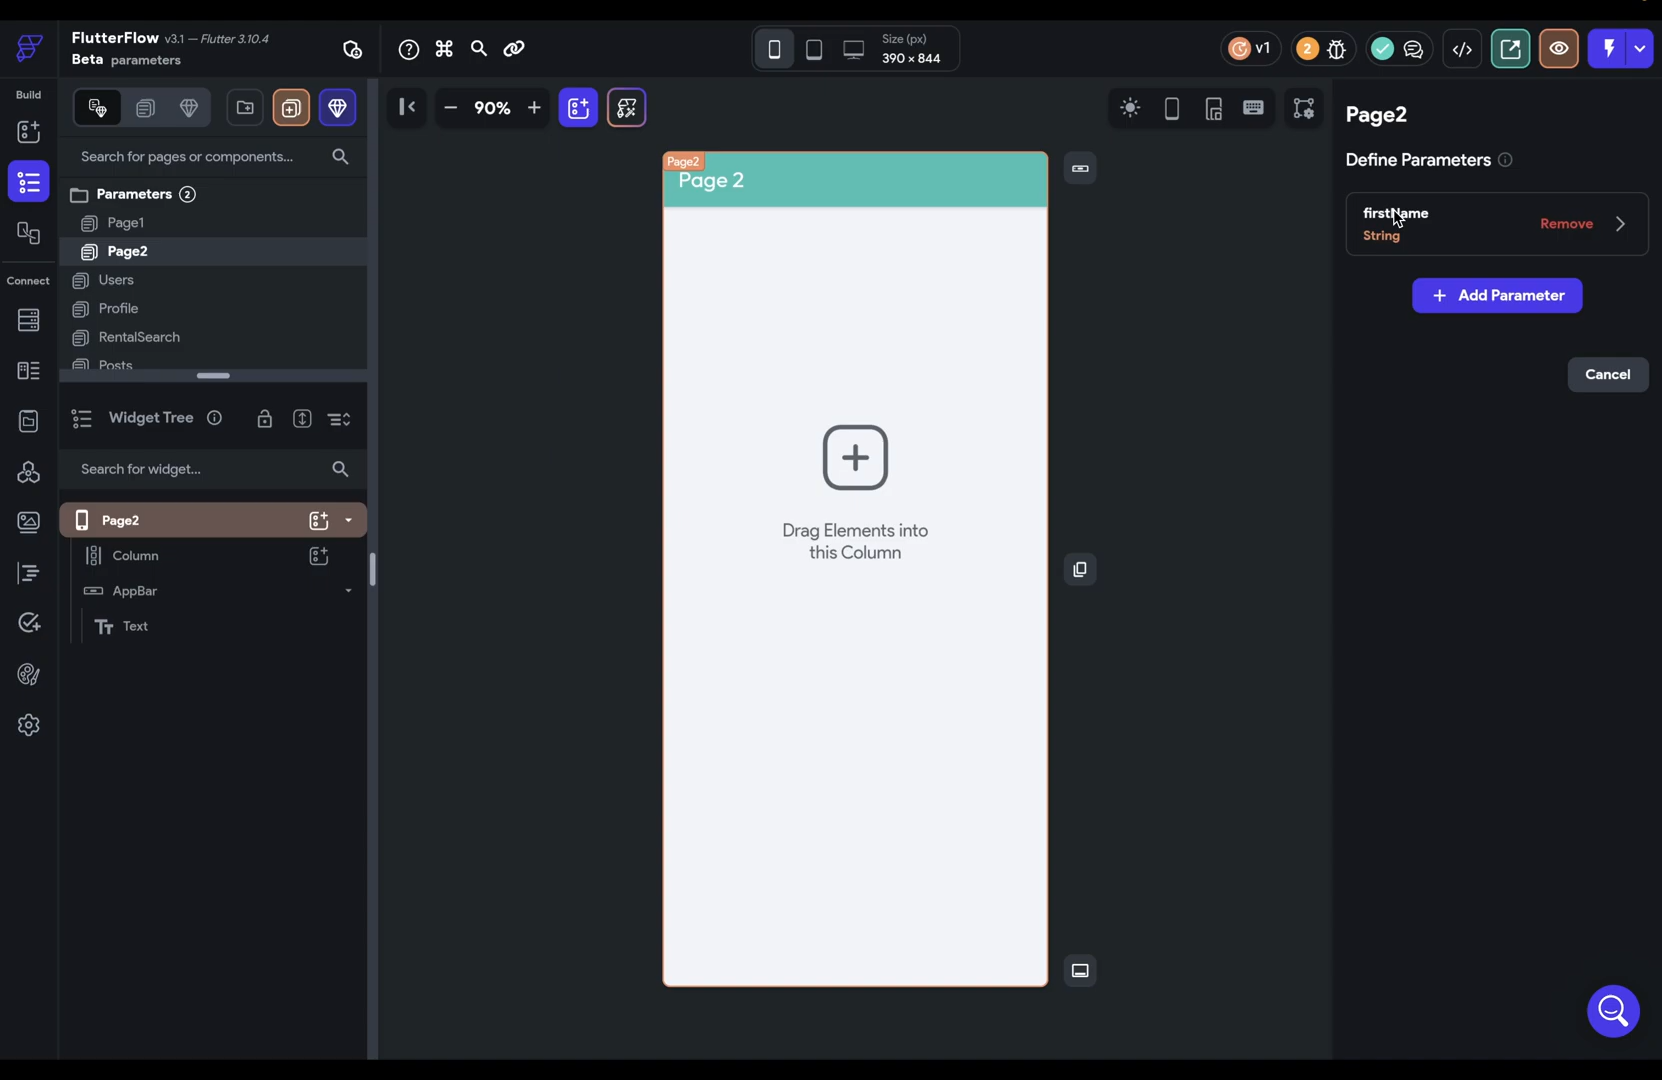 FlutterFlow v3.1 — Flutter 3.10.4
Beta parameters
Size (px)
390 × 844
v1
2
Build
Connect
90%
Search for pages or components...
Parameters 2
Page1
Page2
Users
Profile
RentalSearch
Posts
Widget Tree
Search for widget...
Page2
Column
AppBar
Text
Page2
Page 2
Drag Elements into
this Column
Page2
Define Parameters
firstName
String
Remove
Add Parameter
Cancel